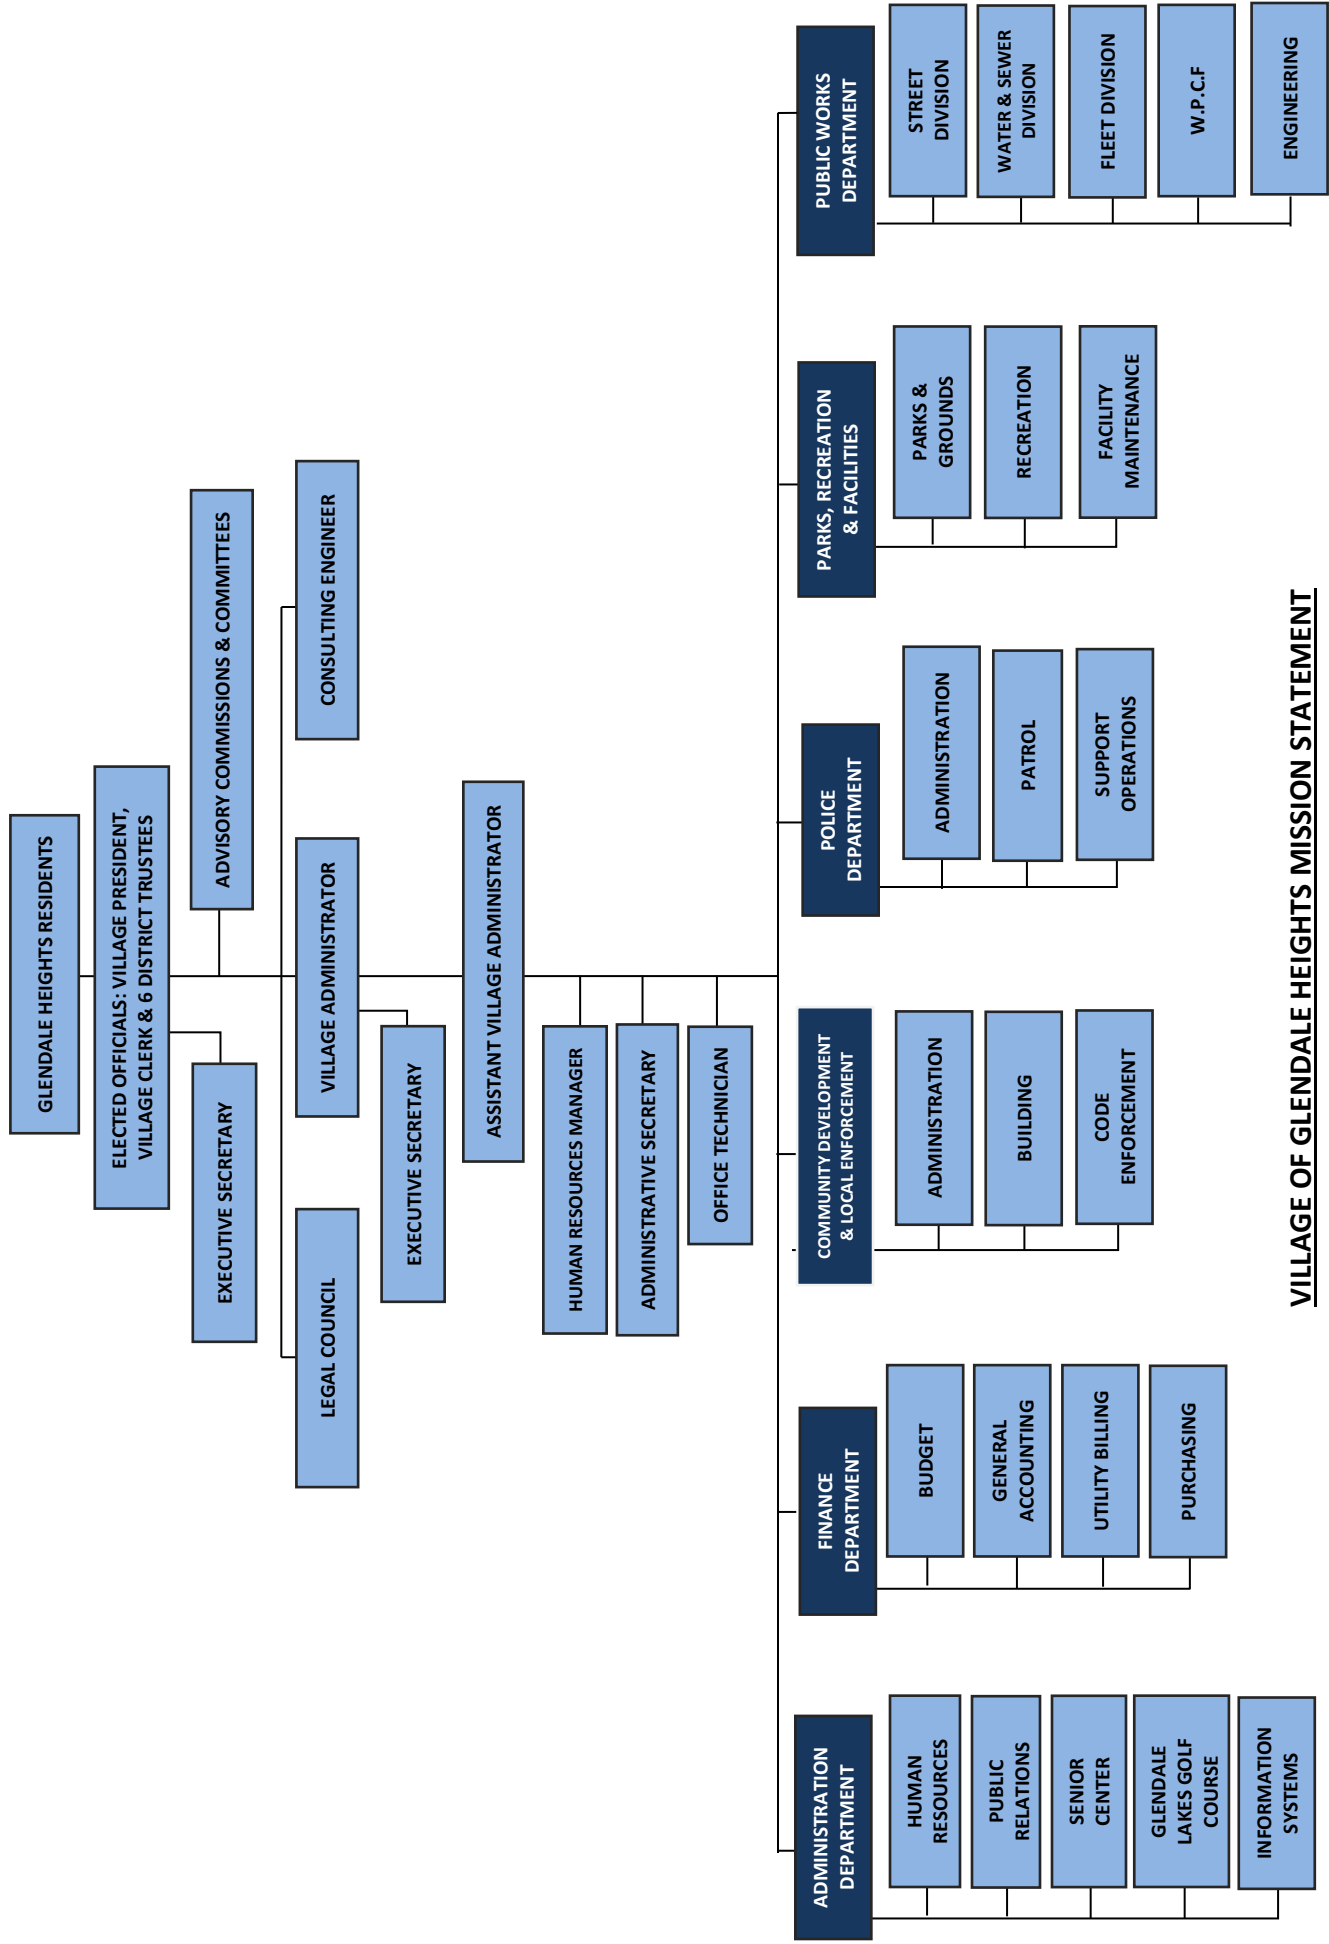 GLENDALE HEIGHTS RESIDENTS
ELECTED OFFICIALS: VILLAGE PRESIDENT,
VILLAGE CLERK & 6 DISTRICT TRUSTEES
EXECUTIVE SECRETARY
ADVISORY COMMISSIONS & COMMITTEES
LEGAL COUNCIL
VILLAGE ADMINISTRATOR
CONSULTING ENGINEER
EXECUTIVE SECRETARY
ASSISTANT VILLAGE ADMINISTRATOR
HUMAN RESOURCES MANAGER
ADMINISTRATIVE SECRETARY
OFFICE TECHNICIAN
ADMINISTRATION
DEPARTMENT
HUMAN
RESOURCES
PUBLIC
RELATIONS
SENIOR
CENTER
GLENDALE
LAKES GOLF
COURSE
INFORMATION
SYSTEMS
FINANCE
DEPARTMENT
BUDGET
GENERAL
ACCOUNTING
UTILITY BILLING
PURCHASING
COMMUNITY DEVELOPMENT
& LOCAL ENFORCEMENT
ADMINISTRATION
BUILDING
CODE
ENFORCEMENT
POLICE
DEPARTMENT
ADMINISTRATION
PATROL
SUPPORT
OPERATIONS
PARKS, RECREATION
& FACILITIES
PARKS &
GROUNDS
RECREATION
FACILITY
MAINTENANCE
PUBLIC WORKS
DEPARTMENT
STREET
DIVISION
WATER & SEWER
DIVISION
FLEET DIVISION
W.P.C.F
ENGINEERING
VILLAGE OF GLENDALE HEIGHTS MISSION STATEMENT